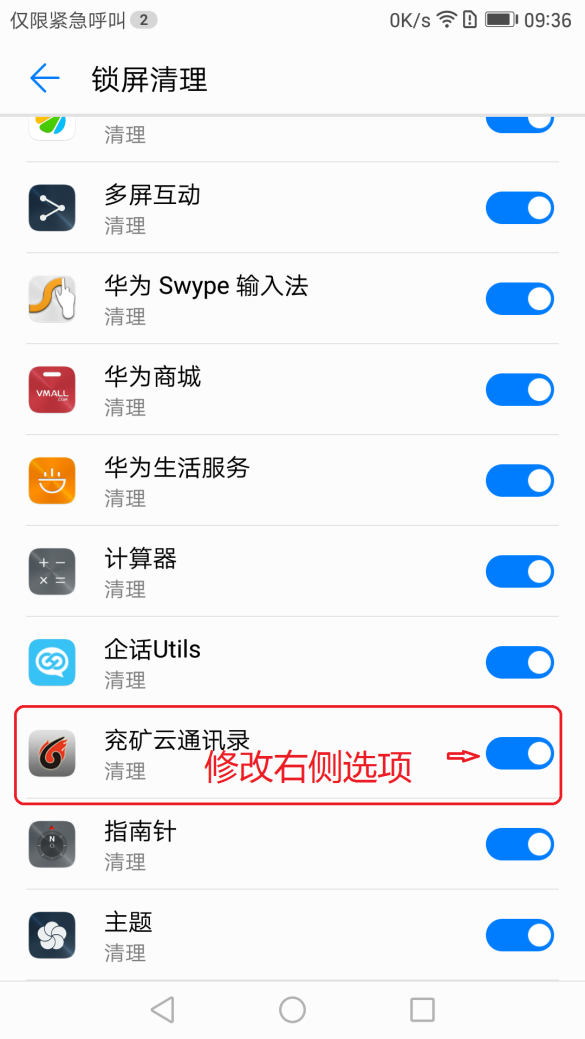 仅限紧急呼叫 2 0K/s 09:36
锁屏清理
清理
多屏互动
清理
华为 Swype 输入法
清理
VMALL
.COM
华为商城
清理
华为生活服务
清理
计算器
清理
企话Utils
清理
兖矿云通讯录
清理
修改右侧选项
N
指南针
清理
主题
清理